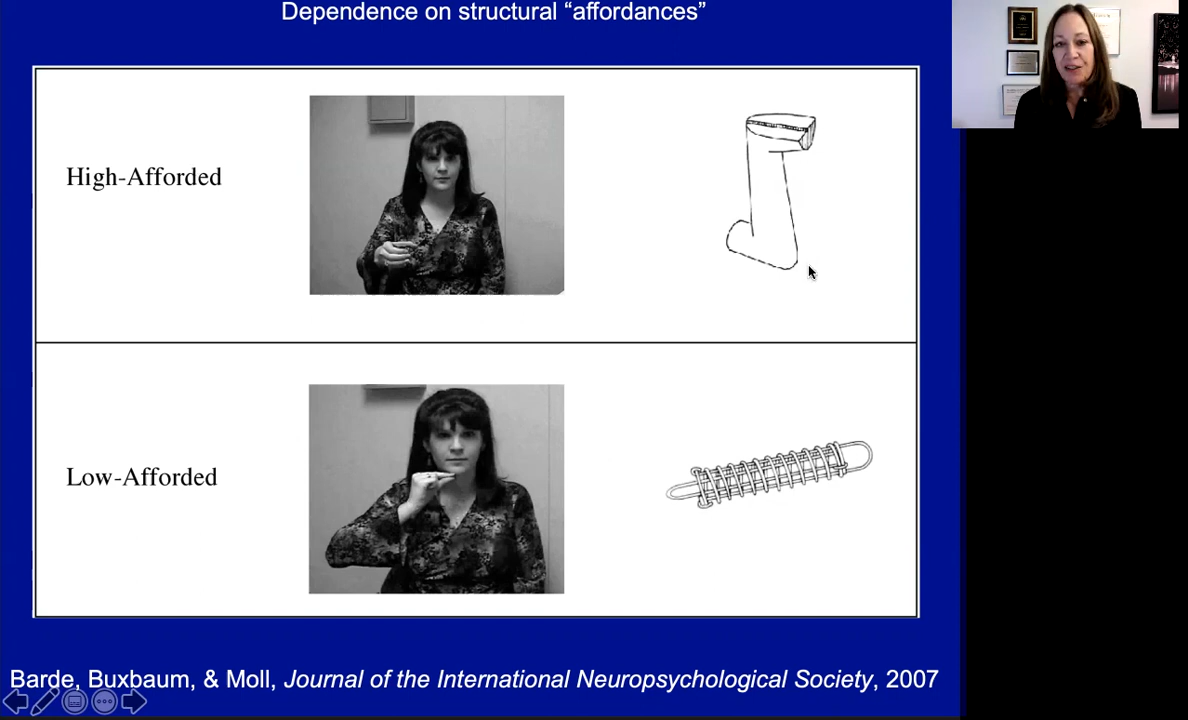 Dependence on structural “affordances”
High-Afforded
Low-Afforded
Barde, Buxbaum, & Moll, Journal of the International Neuropsychological Society, 2007